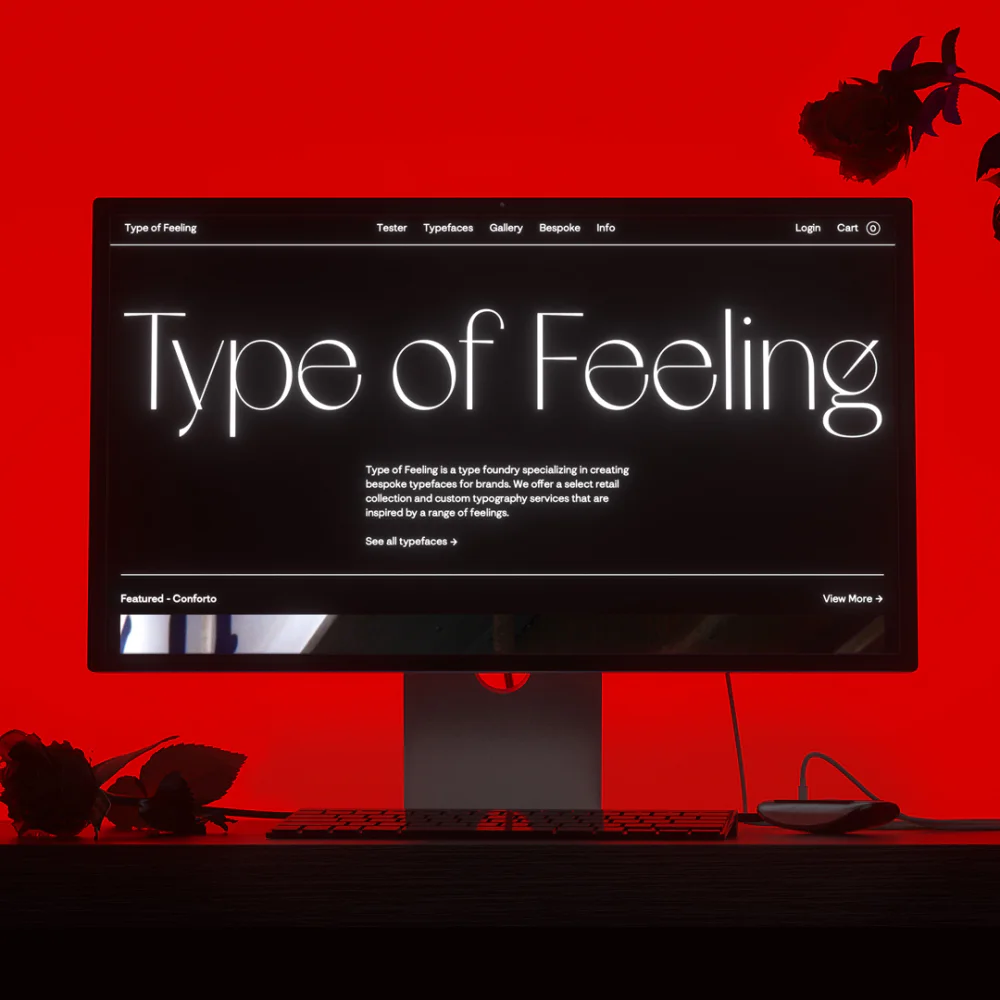 Type of Feeling
Tester Typefaces Gallery Bespoke Info
Login Cart 0
Type of Feeling
Type of Feeling is a type foundry specializing in creating
bespoke typefaces for brands. We offer a select retail
collection and custom typography services that are
inspired by a range of feelings.
See all typefaces →
Featured - Conforto
View More →